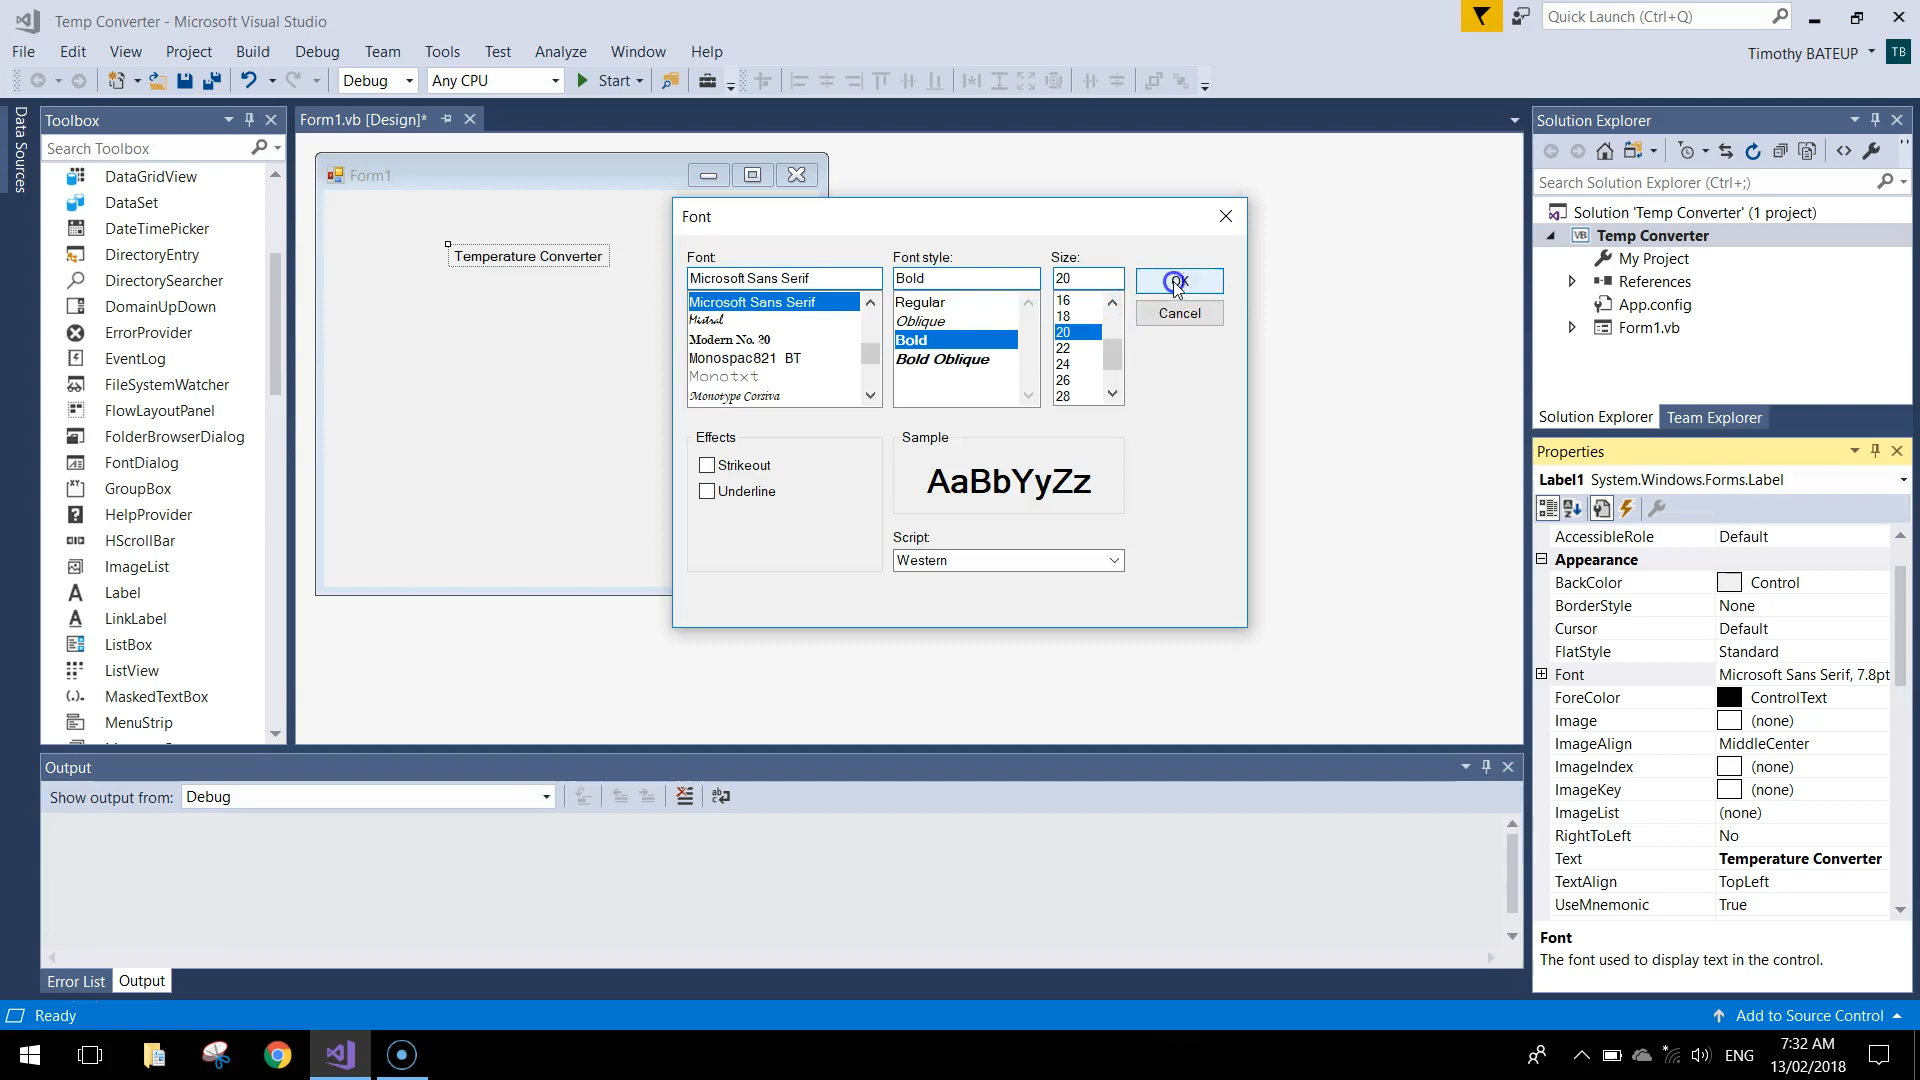 Temp Converter - Microsoft Visual Studio
Quick Launch (Ctrl+Q)
File Edit View Project Build Debug Team Tools Test Analyze Window Help
Timothy BATEUP TB
Debug Any CPU Start
Data Sources
Toolbox
Search Toolbox
DataGridView
DataSet
DateTimePicker
DirectoryEntry
DirectorySearcher
DomainUpDown
ErrorProvider
EventLog
FileSystemWatcher
FlowLayoutPanel
FolderBrowserDialog
FontDialog
GroupBox
HelpProvider
HScrollBar
ImageList
Label
LinkLabel
ListBox
ListView
MaskedTextBox
MenuStrip
Form1.vb [Design]*
Form1
Temperature Converter
Font
Font:
Microsoft Sans Serif
Microsoft Sans Serif
Mistral
Modern No. 20
Monospac821 BT
Monotxt
Monotype Corsiva
Font style:
Bold
Regular
Oblique
Bold
Bold Oblique
Size:
20
16
18
20
22
24
26
28
OK
Cancel
Effects
Strikeout
Underline
Sample
AaBbYyZz
Script:
Western
Solution Explorer
Search Solution Explorer (Ctrl+;)
Solution 'Temp Converter' (1 project)
VB Temp Converter
My Project
References
App.config
Form1.vb
Solution Explorer Team Explorer
Properties
Label1 System.Windows.Forms.Label
AccessibleRole Default
Appearance
BackColor Control
BorderStyle None
Cursor Default
FlatStyle Standard
Font Microsoft Sans Serif, 7.8pt
ForeColor ControlText
Image (none)
ImageAlign MiddleCenter
ImageIndex (none)
ImageKey (none)
ImageList (none)
RightToLeft No
Text Temperature Converter
TextAlign TopLeft
UseMnemonic True
Font
The font used to display text in the control.
Output
Show output from: Debug
Error List Output
Ready
Add to Source Control
ENG
7:32 AM
13/02/2018